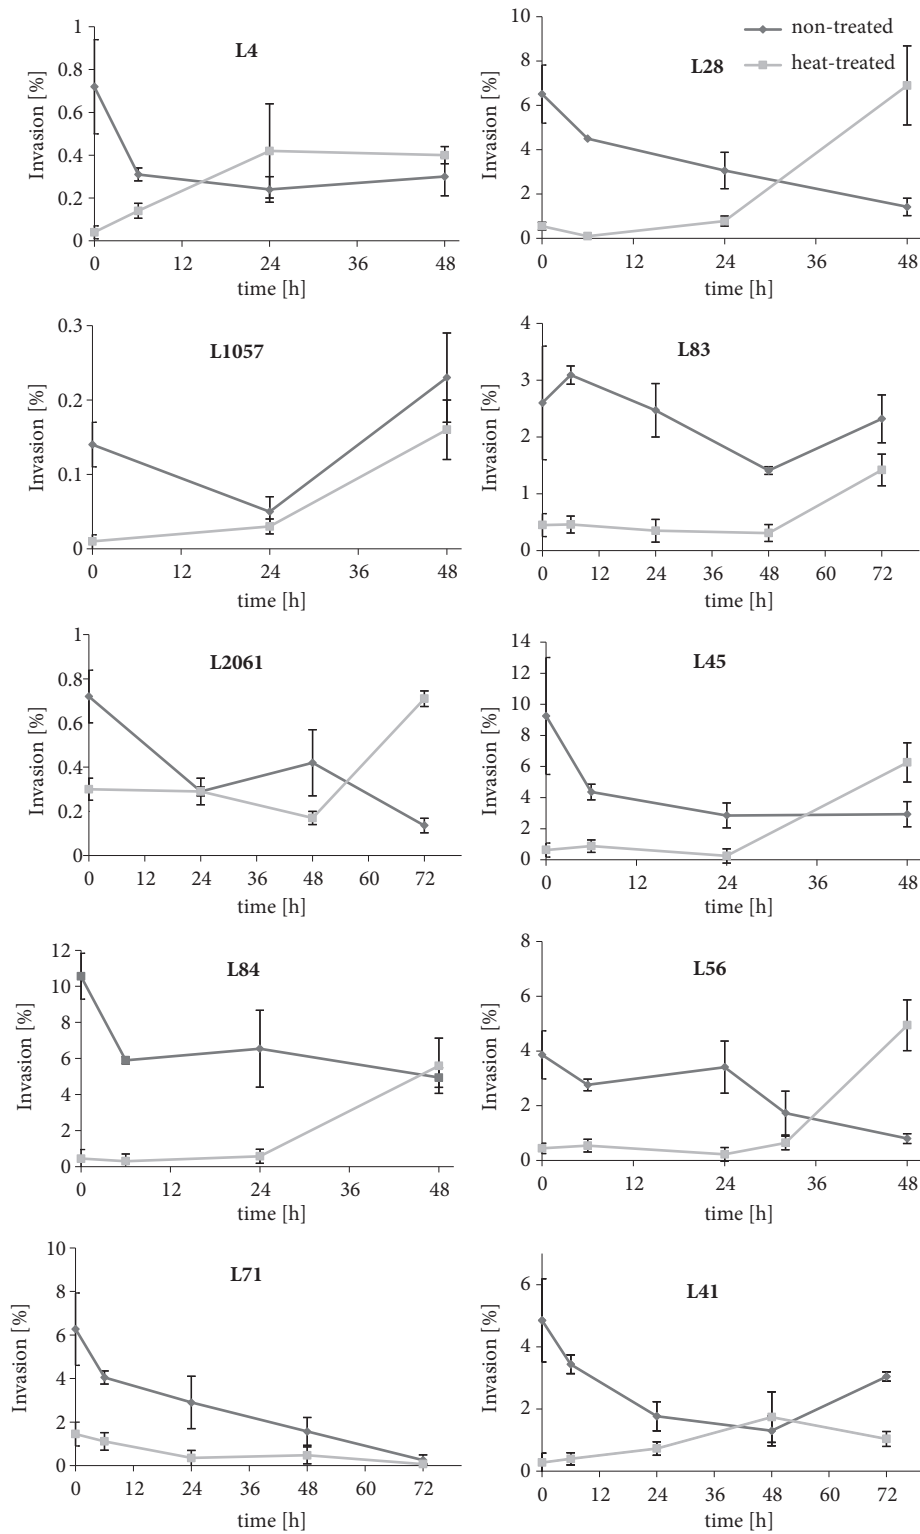 L4
Invasion [%]
1
0.8
0.6
0.4
0.2
0
0 12 24 36 48
time [h]
L28
non-treated
heat-treated
Invasion [%]
10
8
6
4
2
0
0 12 24 36 48
time [h]
L1057
Invasion [%]
0.3
0.2
0.1
0
0 12 24 36 48
time [h]
L83
Invasion [%]
4
3
2
1
0
0 12 24 36 48 60 72
time [h]
L2061
Invasion [%]
1
0.8
0.6
0.4
0.2
0
0 12 24 36 48 60 72
time [h]
L45
Invasion [%]
14
12
10
8
6
4
2
0
0 12 24 36 48
time [h]
L84
Invasion [%]
12
10
8
6
4
2
0
0 12 24 36 48
time [h]
L56
Invasion [%]
8
6
4
2
0
0 12 24 36 48
time [h]
L71
Invasion [%]
10
8
6
4
2
0
0 12 24 36 48 60 72
time [h]
L41
Invasion [%]
6
4
2
0
0 12 24 36 48 60 72
time [h]